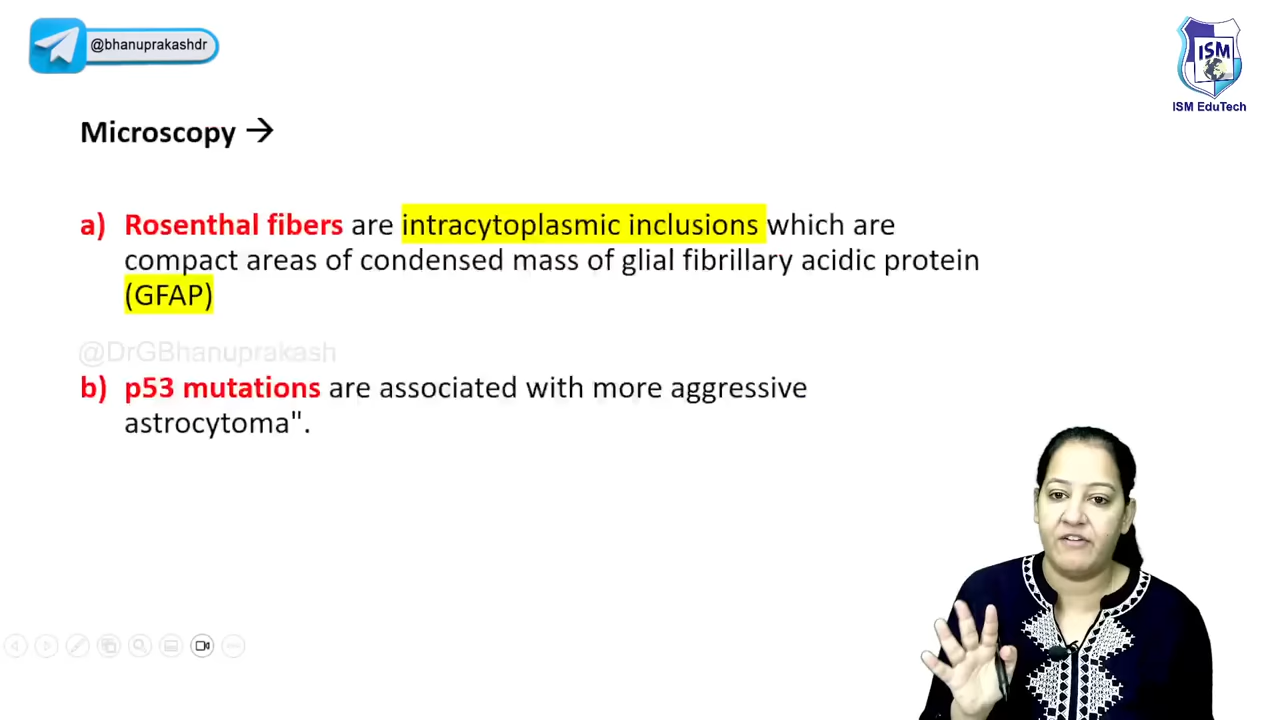 @bhanuprakashdr
ISM
ISM EduTech
Microscopy →
a) Rosenthal fibers are intracytoplasmic inclusions which are
compact areas of condensed mass of glial fibrillary acidic protein
(GFAP)
@DrGBhanuprakash
b) p53 mutations are associated with more aggressive
astrocytoma".